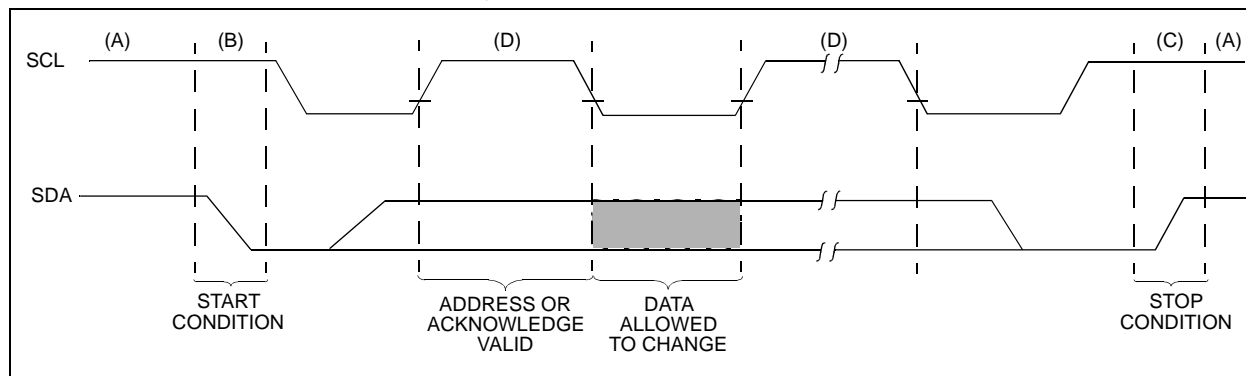 (A) (B) (D) (D) (C) (A)
SCL
SDA
START
CONDITION
ADDRESS OR
ACKNOWLEDGE
VALID
DATA
ALLOWED
TO CHANGE
STOP
CONDITION